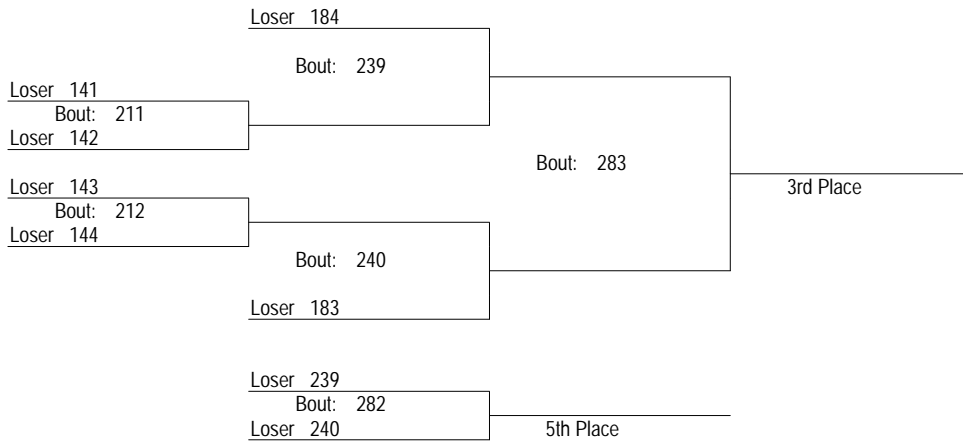 Loser 184
Bout: 239
Loser 141
Bout: 211
Loser 142
Bout: 283
Loser 143
3rd Place
Bout: 212
Loser 144
Bout: 240
Loser 183
Loser 239
Bout: 282
Loser 240
5th Place